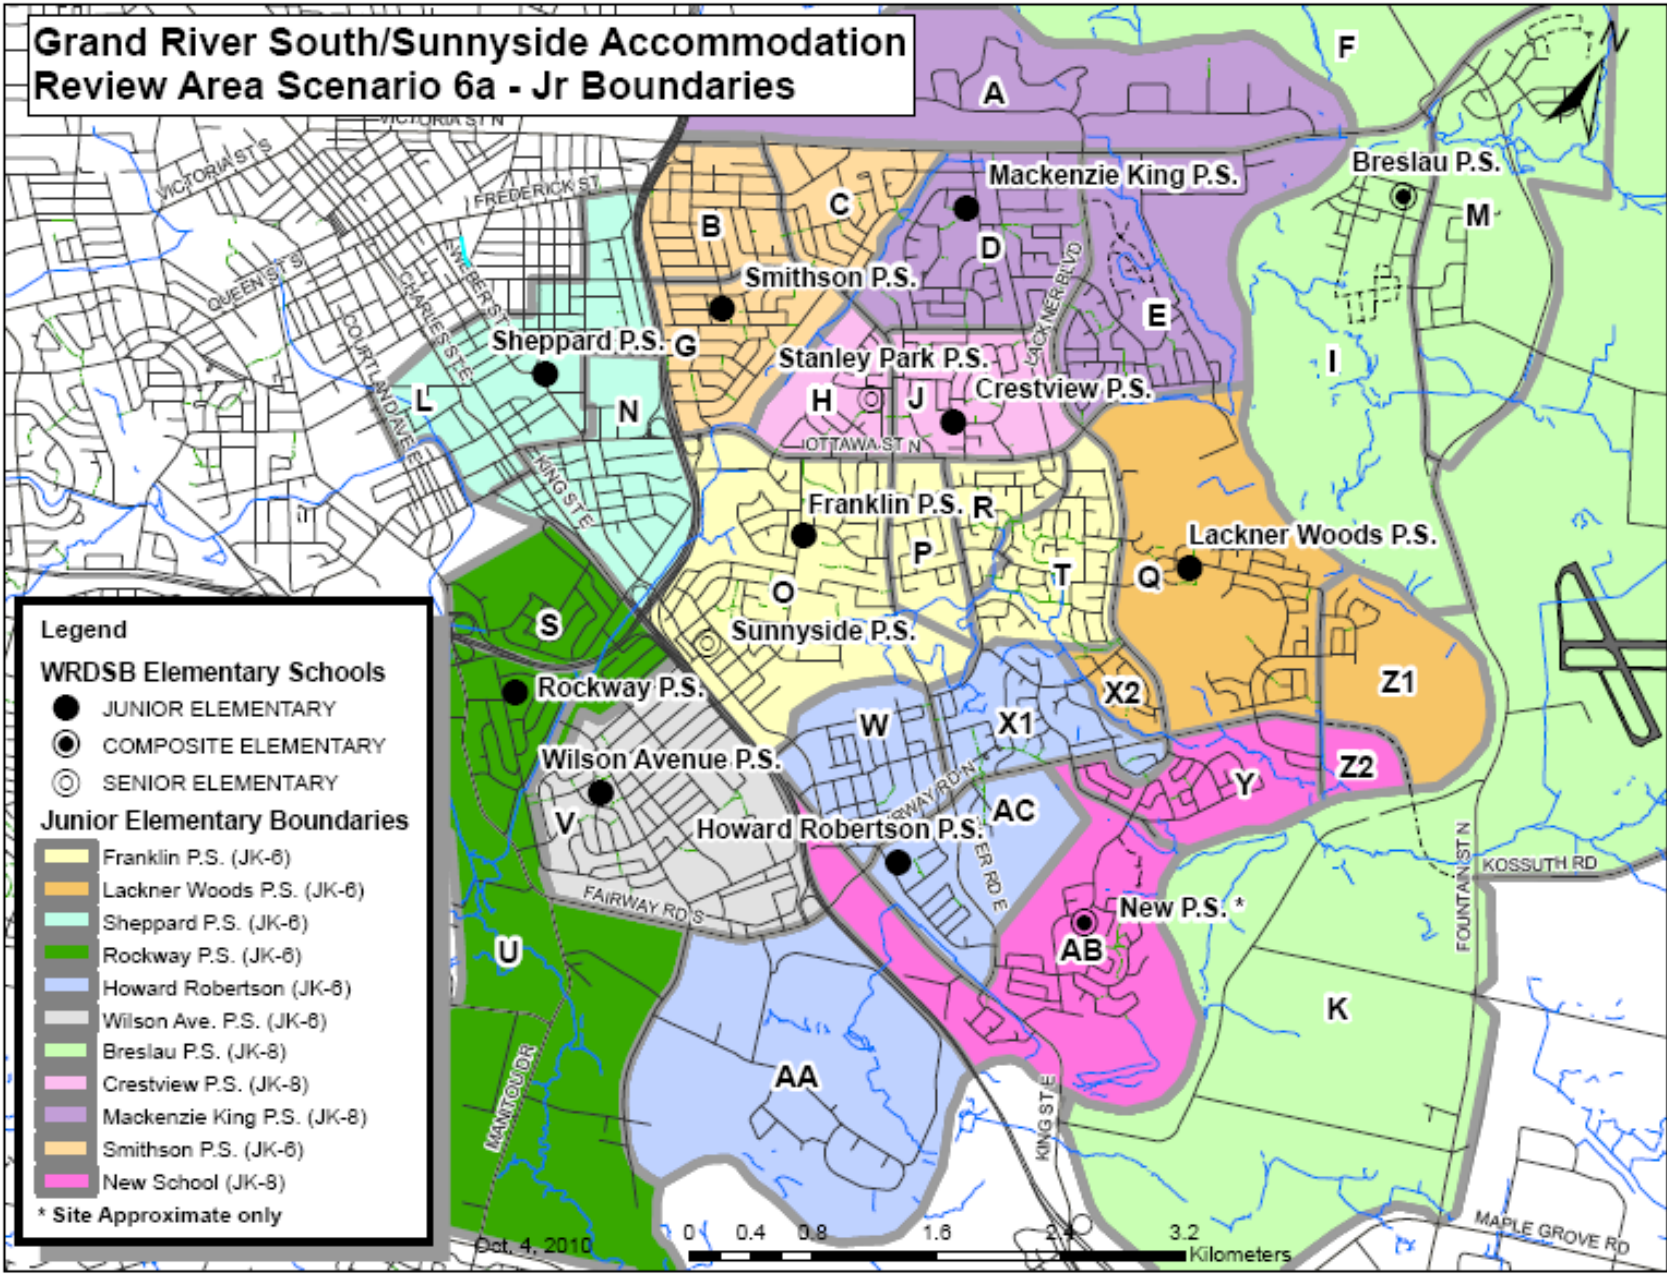 Grand River South/Sunnyside Accommodation
Review Area Scenario 6a - Jr Boundaries
F
A
N
VICTORIA ST N
VICTORIA ST S
Mackenzie King P.S.
Breslau P.S.
FREDERICK ST
C
B
M
D
WEBER ST E
QUEEN ST S
Smithson P.S.
LACKNER BLVD
CHARLES ST E
E
Sheppard P.S.
G
COURTLAND AVE E
Stanley Park P.S.
I
Crestview P.S.
L
N
H
J
OTTAWA ST N
KING ST E
Franklin P.S.
R
Lackner Woods P.S.
P
T
Q
O
S
Sunnyside P.S.
Rockway P.S.
X2
Z1
W
X1
Wilson Avenue P.S.
Z2
Y
FAIRWAY RD N
AC
V
Howard Robertson P.S.
ER RD E
KOSSUTH RD
FOUNTAIN ST N
FAIRWAY RD S
New P.S. *
AB
U
K
MANITOU DR
AA
KING ST E
MAPLE GROVE RD
Legend
WRDSB Elementary Schools
JUNIOR ELEMENTARY
COMPOSITE ELEMENTARY
SENIOR ELEMENTARY
Junior Elementary Boundaries
Franklin P.S. (JK-6)
Lackner Woods P.S. (JK-6)
Sheppard P.S. (JK-6)
Rockway P.S. (JK-6)
Howard Robertson (JK-6)
Wilson Ave. P.S. (JK-6)
Breslau P.S. (JK-8)
Crestview P.S. (JK-8)
Mackenzie King P.S. (JK-8)
Smithson P.S. (JK-6)
New School (JK-8)
* Site Approximate only
Oct. 4, 2010
0 0.4 0.8 1.6 2.4 3.2
Kilometers